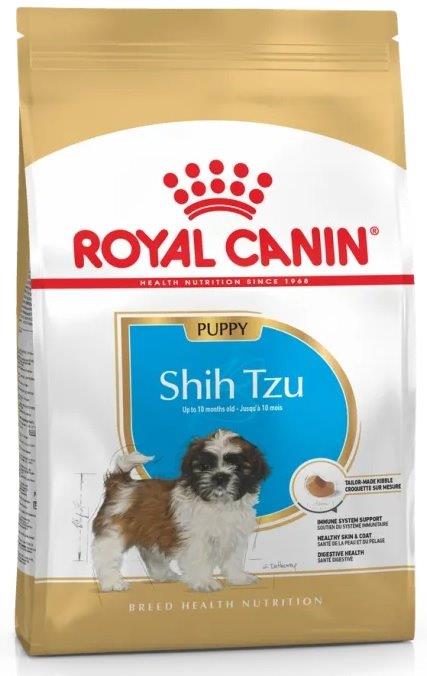 ROYAL CANIN®
HEALTH NUTRITION SINCE 1968
PUPPY
Shih Tzu
Up to 10 months old - Jusqu'à 10 mois
TAILOR-MADE KIBBLE
CROQUETTE SUR MESURE
IMMUNE SYSTEM SUPPORT
SOUTIEN DU SYSTÈME IMMUNITAIRE
HEALTHY SKIN & COAT
SANTÉ DE LA PEAU ET DU PELAGE
DIGESTIVE HEALTH
SANTÉ DIGESTIVE
BREED HEALTH NUTRITION